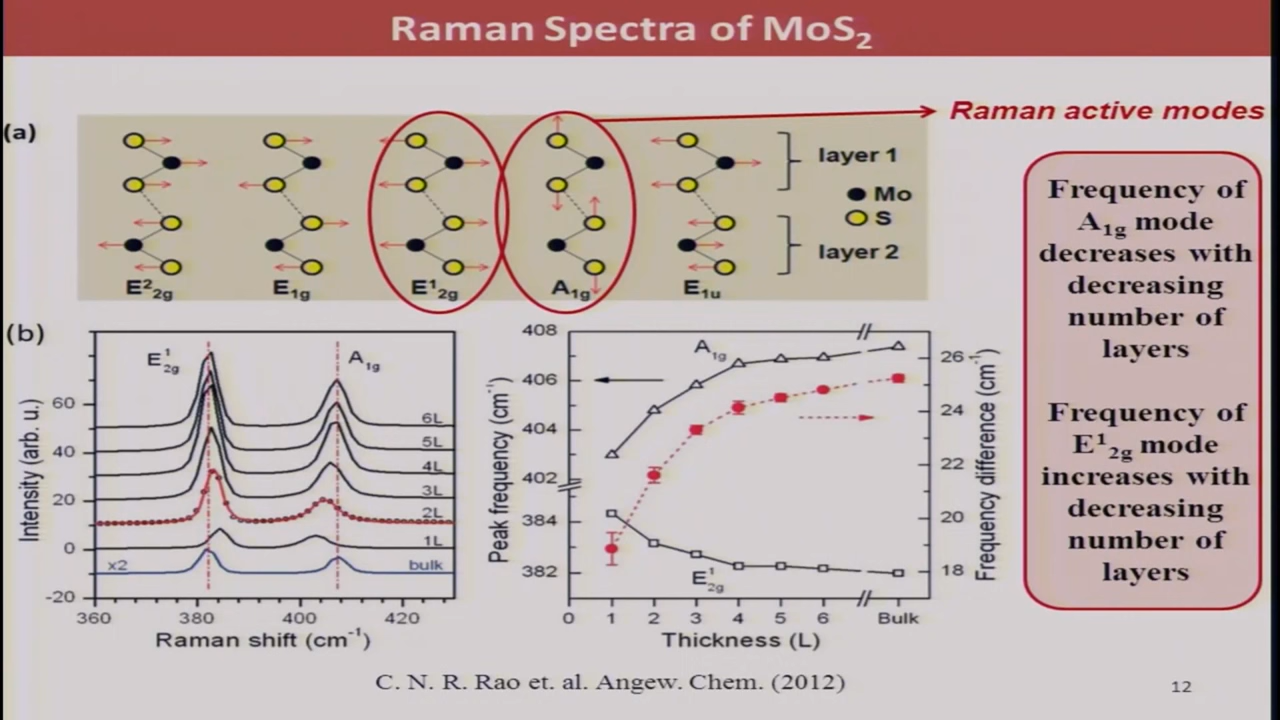 Raman Spectra of MoS₂
Raman active modes
(a)
layer 1
Mo
S
layer 2
E²₂g
E₁g
E¹₂g
A₁g
E₁u
Frequency of
A₁g mode
decreases with
decreasing
number of
layers
Frequency of
E¹₂g mode
increases with
decreasing
number of
layers
(b)
Intensity (arb. u.)
60
40
20
0
-20
E¹₂g
A₁g
6L
5L
4L
3L
2L
1L
x2
bulk
360
380
400
420
Raman shift (cm⁻¹)
Peak frequency (cm⁻¹)
408
406
404
402
384
382
A₁g
E¹₂g
26
24
22
20
18
Frequency difference (cm⁻¹)
0
1
2
3
4
5
6
Bulk
Thickness (L)
C. N. R. Rao et. al. Angew. Chem. (2012)
12